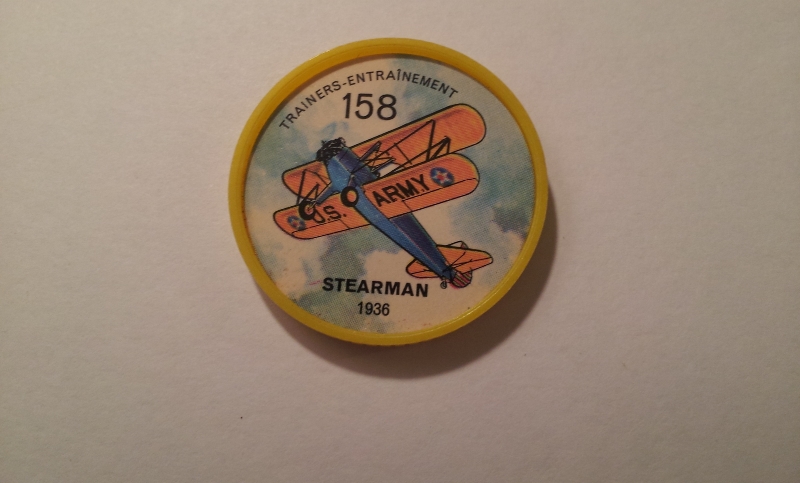 TRAINERS-ENTRAÎNEMENT
158
U.S. ARMY
STEARMAN
1936